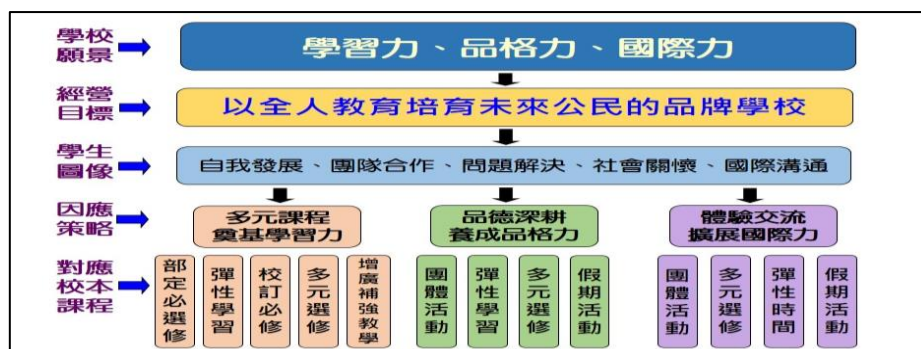 學校
願景
學習力、品格力、國際力
經營
目標
以全人教育培育未來公民的品牌學校
學生
圖像
自我發展、團隊合作、問題解決、社會關懷、國際溝通
因應
策略
多元課程
奠基學習力
品德深耕
養成品格力
體驗交流
擴展國際力
對應
校本
課程
部定必選修
彈性學習
校訂必修
多元選修
增廣補強教學
團體活動
彈性學習
多元選修
假期活動
團體活動
多元選修
彈性時間
假期活動